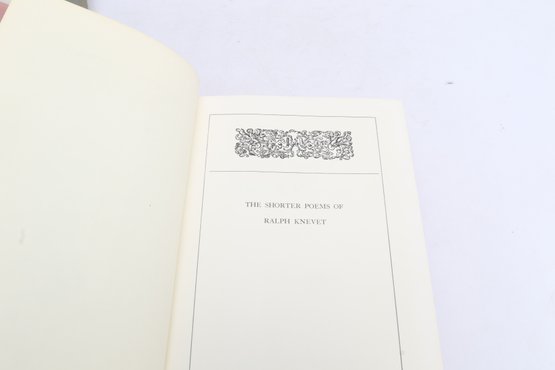 THE SHORTER POEMS OF
RALPH KNEVET